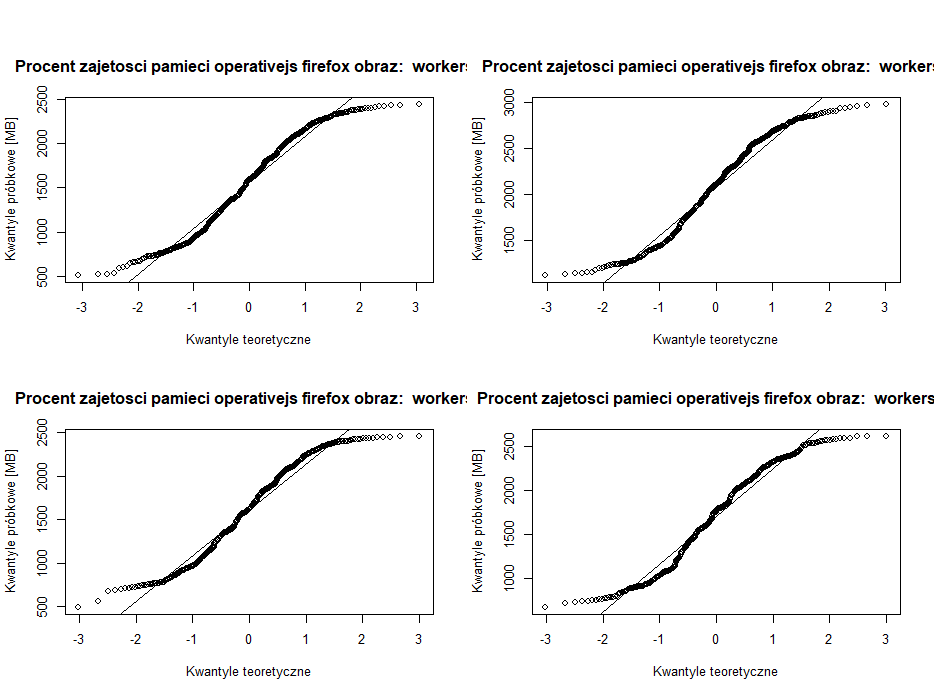 Procent zajetosci pamieci operativejs firefox obraz: workers
Procent zajetosci pamieci operativejs firefox obraz: workers
Kwantyle próbkowe [MB]
500 1000 1500 2000 2500
-3 -2 -1 0 1 2 3
Kwantyle teoretyczne
Kwantyle próbkowe [MB]
1500 2000 2500 3000
-3 -2 -1 0 1 2 3
Kwantyle teoretyczne
Procent zajetosci pamieci operativejs firefox obraz: workers
Procent zajetosci pamieci operativejs firefox obraz: workers
Kwantyle próbkowe [MB]
500 1000 1500 2000 2500
-3 -2 -1 0 1 2 3
Kwantyle teoretyczne
Kwantyle próbkowe [MB]
1000 1500 2000 2500
-3 -2 -1 0 1 2 3
Kwantyle teoretyczne